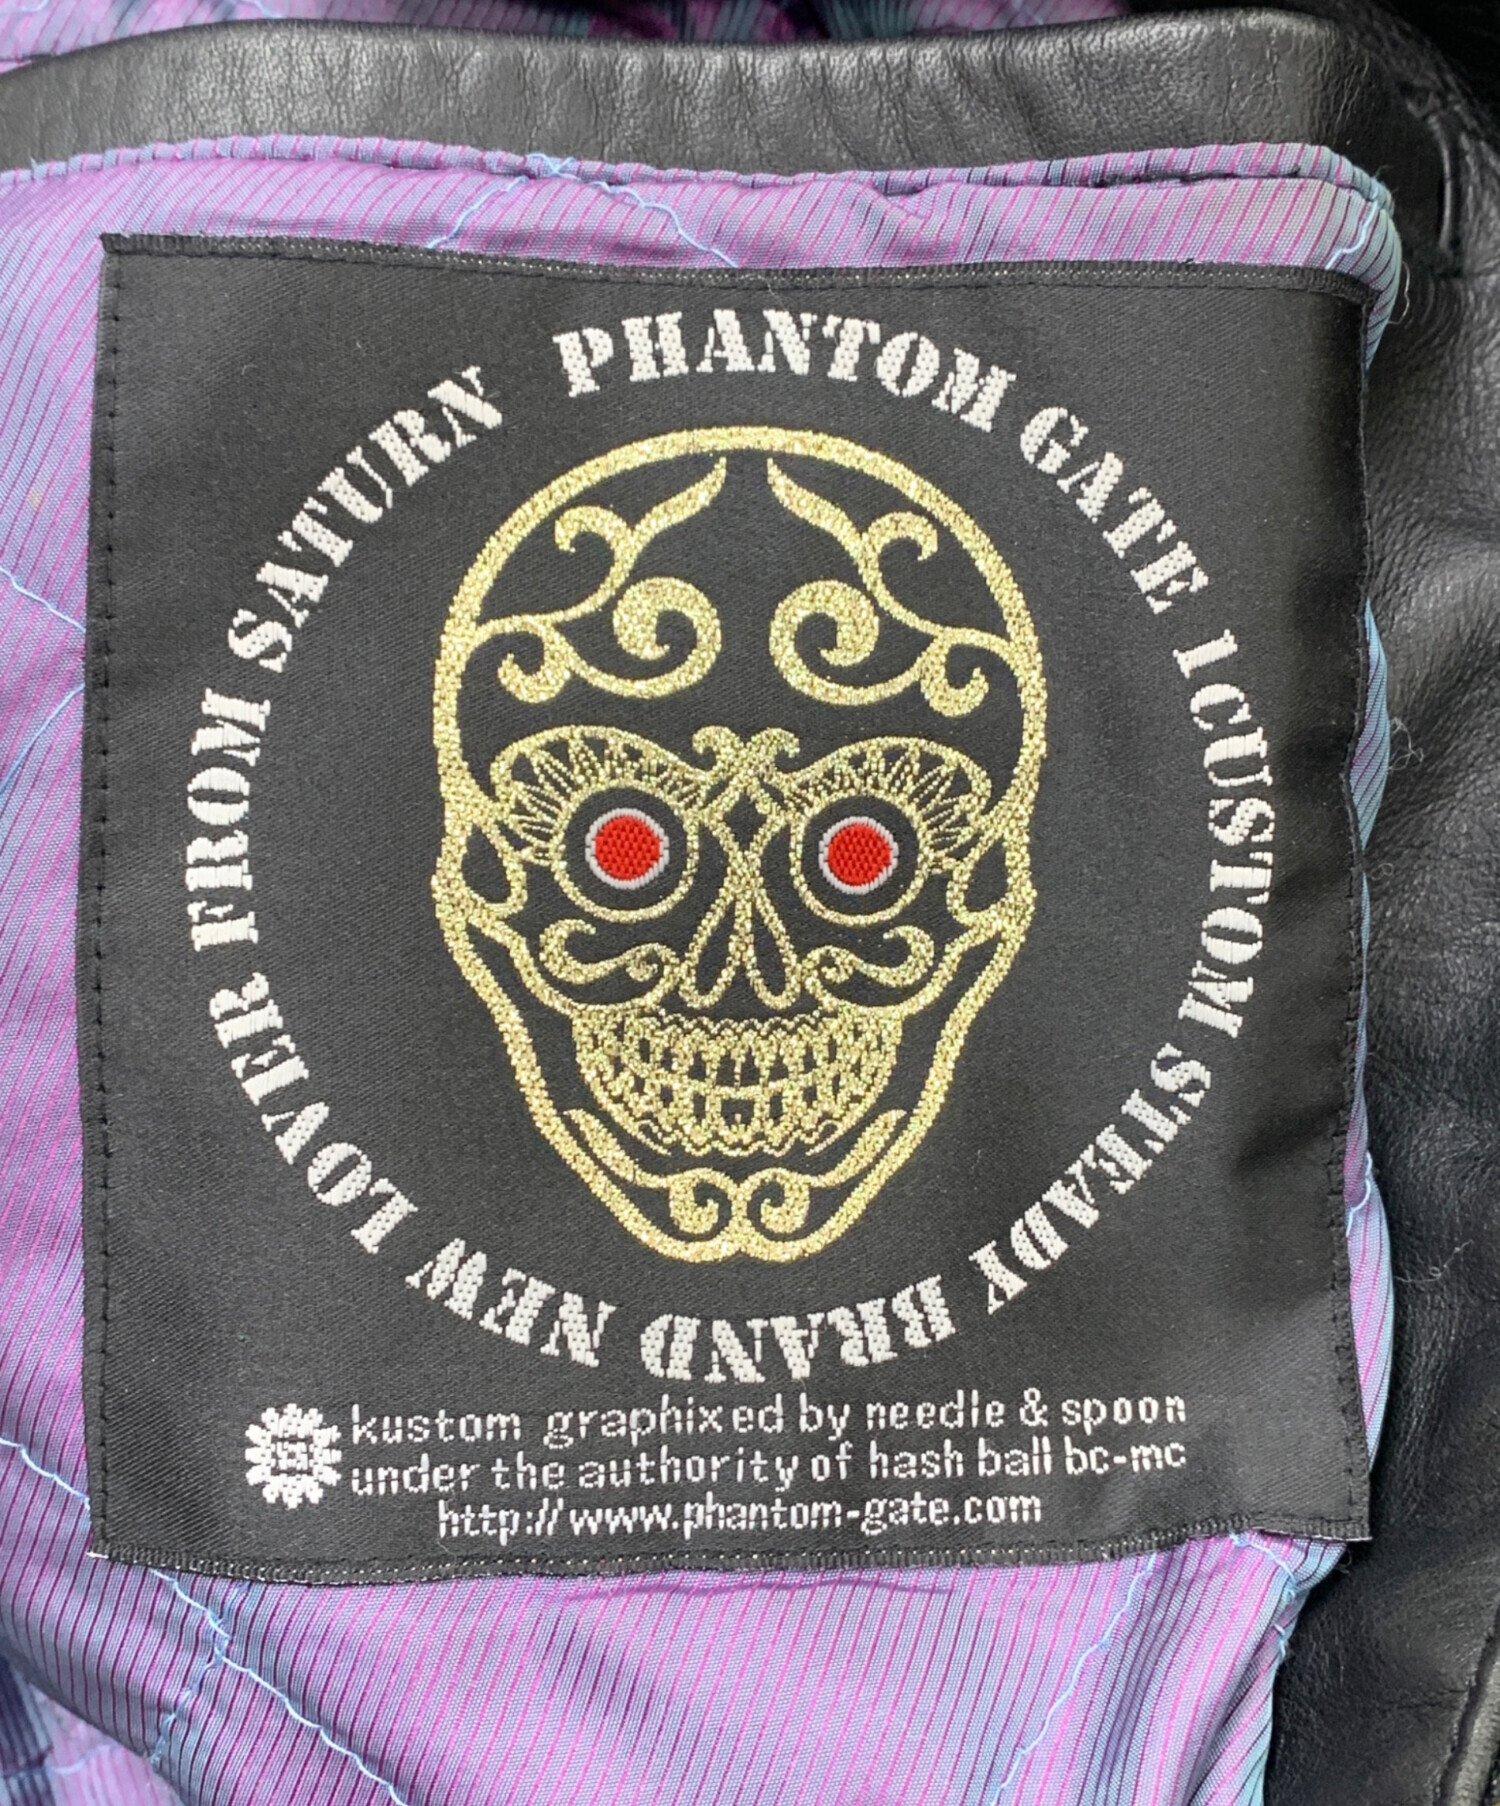 PHANTOM GATE 1CUSTOM STEADY BRAND NEW LOVER FROM SATURN
kustom graphixed by needle & spoon
under the authority of hash ball bc-mc
http://www.phantom-gate.com